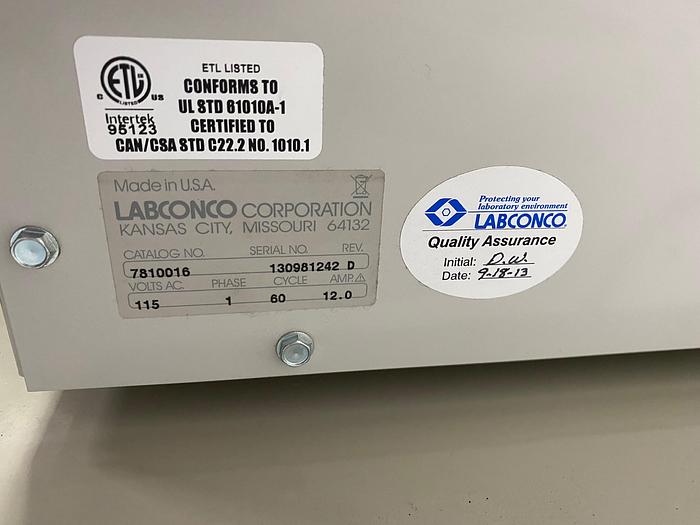 ETL LISTED
CONFORMS TO
UL STD 61010A-1
CERTIFIED TO
CAN/CSA STD C22.2 NO. 1010.1
ETL
LISTED
C US
Intertek
95123
Made in U.S.A.
LABCONCO CORPORATION
KANSAS CITY, MISSOURI 64132
CATALOG NO. SERIAL NO. REV.
7810016 130981242 D
VOLTS AC. PHASE CYCLE AMP.
115 1 60 12.0
Protecting your
laboratory environment
LABCONCO
Quality Assurance
Initial: D.W.
Date: 9-18-13